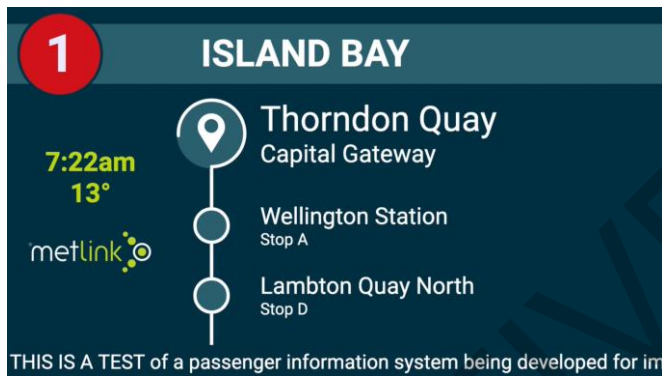 1
ISLAND BAY
Thorndon Quay
Capital Gateway
7:22am
13°
metlink
Wellington Station
Stop A
Lambton Quay North
Stop D
THIS IS A TEST of a passenger information system being developed for im